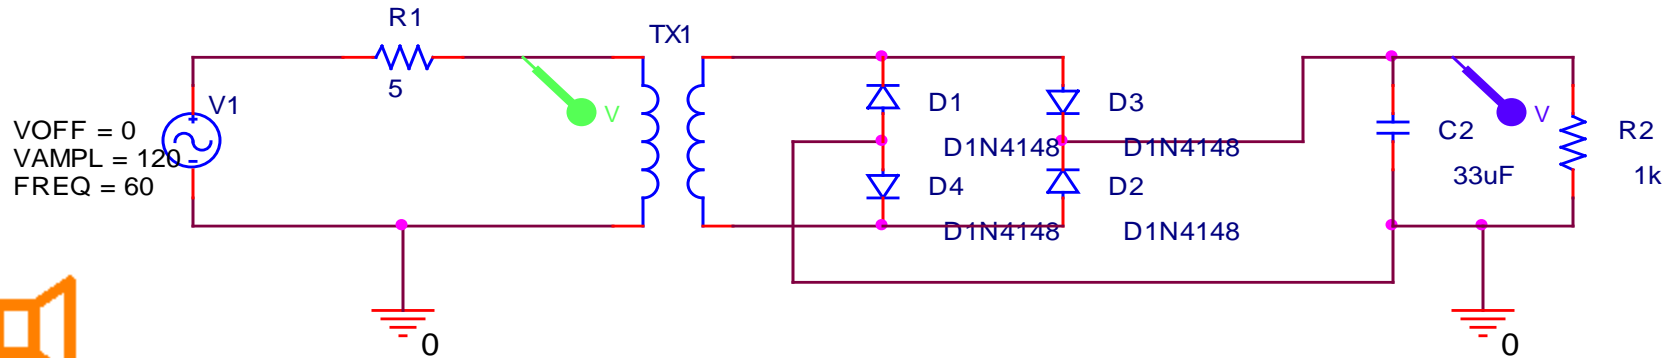 R1
5
TX1
V
V1
VOFF = 0
VAMPL = 120
FREQ = 60
0
D1
D1N4148
D3
D1N4148
D4
D1N4148
D2
D1N4148
C2
33uF
V
R2
1k
0